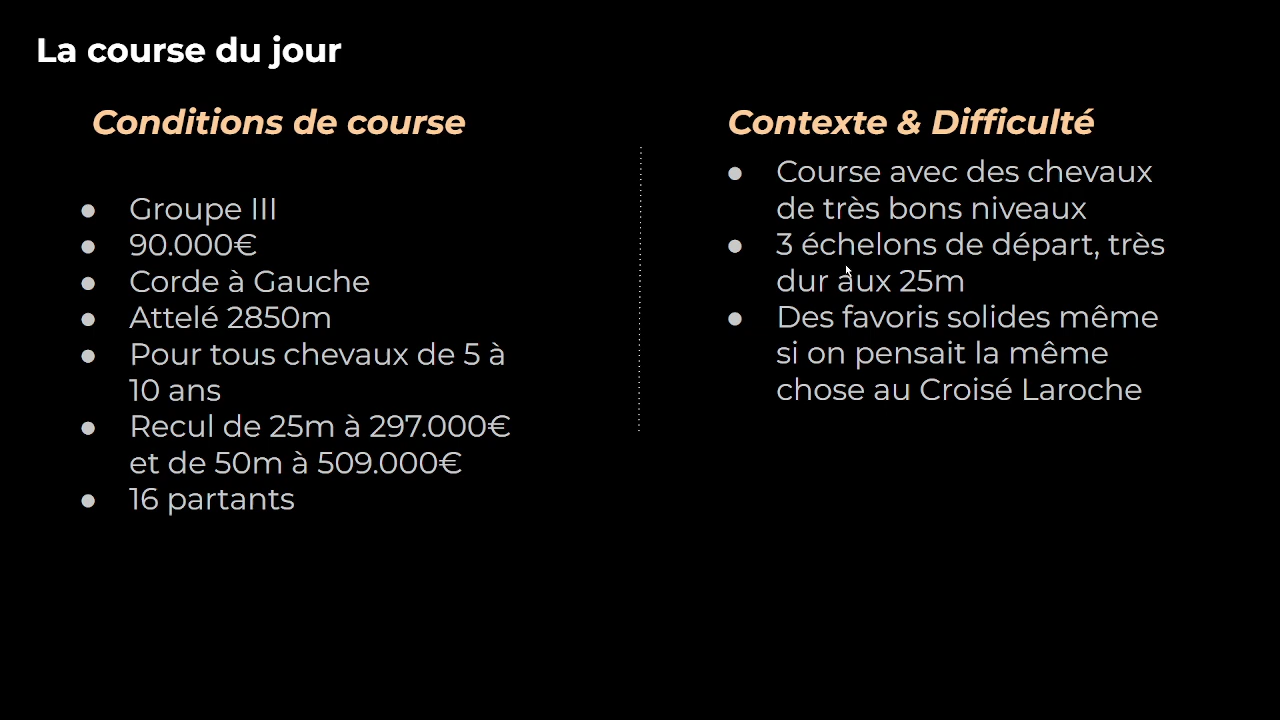 La course du jour
Conditions de course
● Groupe III
● 90.000€
● Corde à Gauche
● Attelé 2850m
● Pour tous chevaux de 5 à
10 ans
● Recul de 25m à 297.000€
et de 50m à 509.000€
● 16 partants
Contexte & Difficulté
● Course avec des chevaux
de très bons niveaux
● 3 échelons de départ, très
dur aux 25m
● Des favoris solides même
si on pensait la même
chose au Croisé Laroche